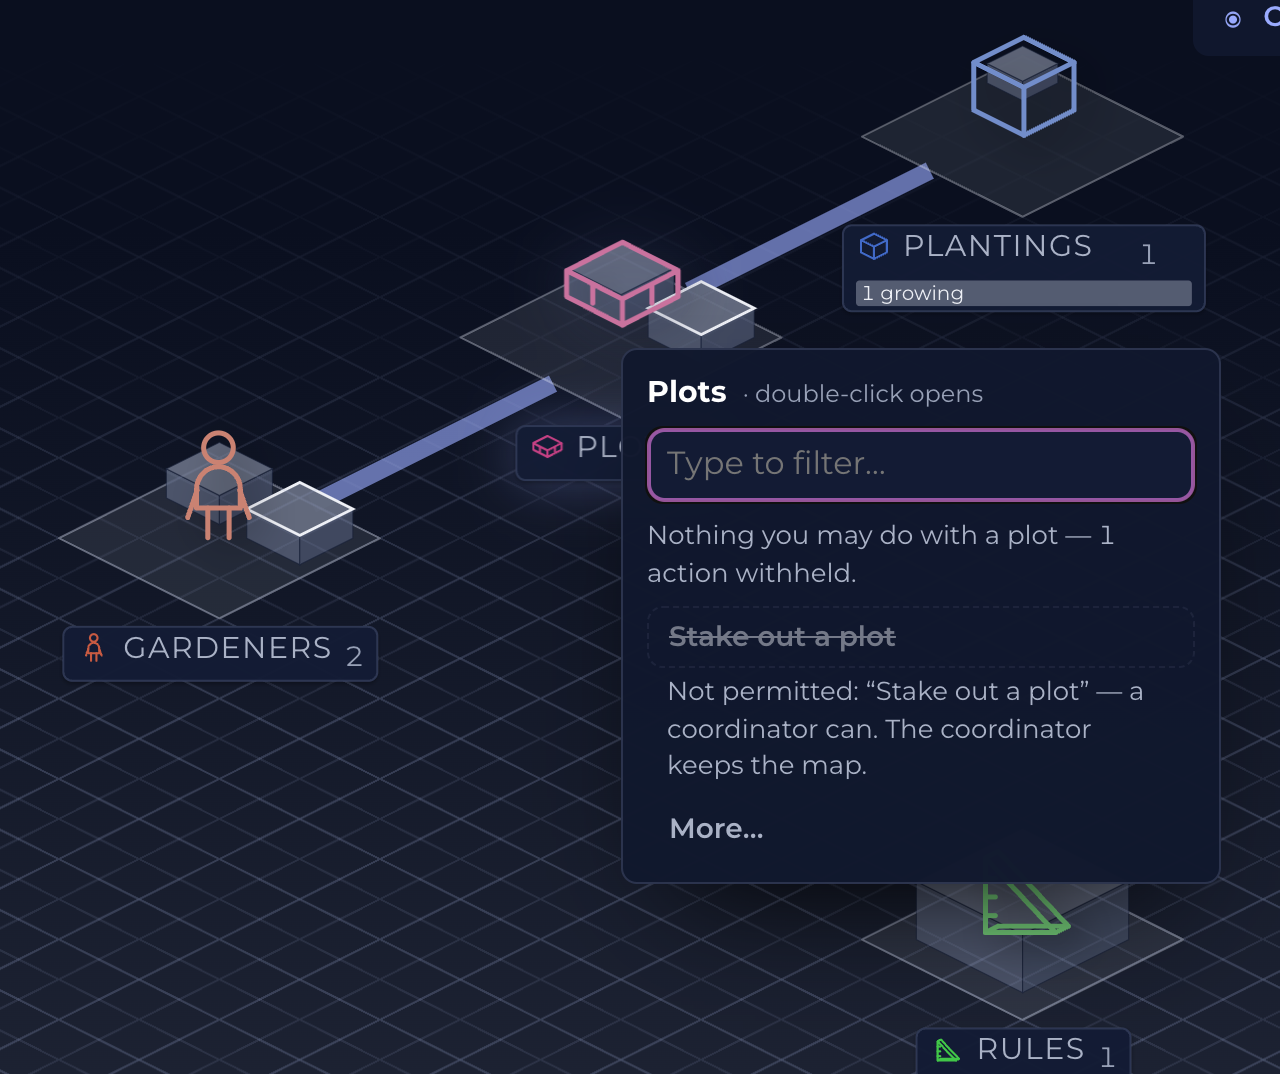 PLANTINGS 1
1 growing
Plots · double-click opens
Type to filter...
Nothing you may do with a plot — 1
action withheld.
Stake out a plot
Not permitted: “Stake out a plot” — a
coordinator can. The coordinator
keeps the map.
More...
GARDENERS 2
RULES 1